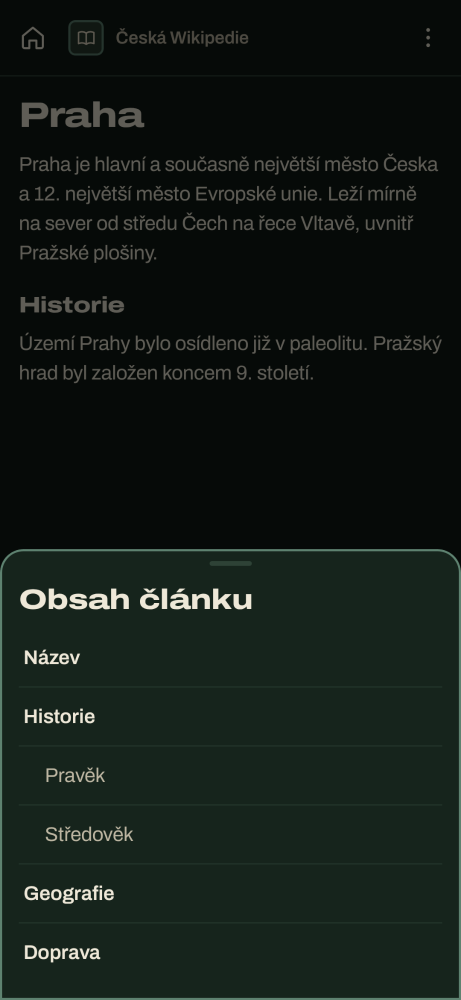 Česká Wikipedie
Praha
Praha je hlavní a současně největší město Česka
a 12. největší město Evropské unie. Leží mírně
na sever od středu Čech na řece Vltavě, uvnitř
Pražské plošiny.
Historie
Území Prahy bylo osídleno již v paleolitu. Pražský
hrad byl založen koncem 9. století.
Obsah článku
Název
Historie
Pravěk
Středověk
Geografie
Doprava